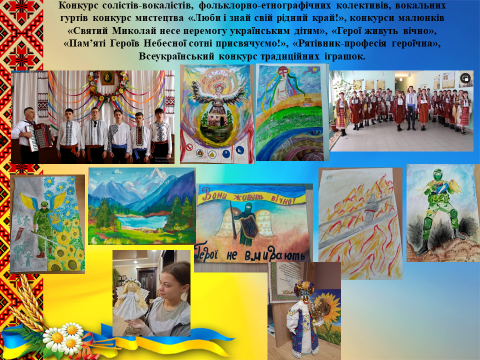 Конкурс солістів-вокалістів, фольклорно-етнографічних колективів, вокальних
гуртів конкурс мистецтва «Люби і знай свій рідний край!», конкурси малюнків
«Святий Миколай несе перемогу українським дітям», «Герої живуть вічно»,
«Пам’яті Героїв Небесної сотні присвячуємо!», «Рятівник-професія героїчна»,
Всеукраїнський конкурс традиційних іграшок.
Вони живуть вічно!
Герої не вмирають